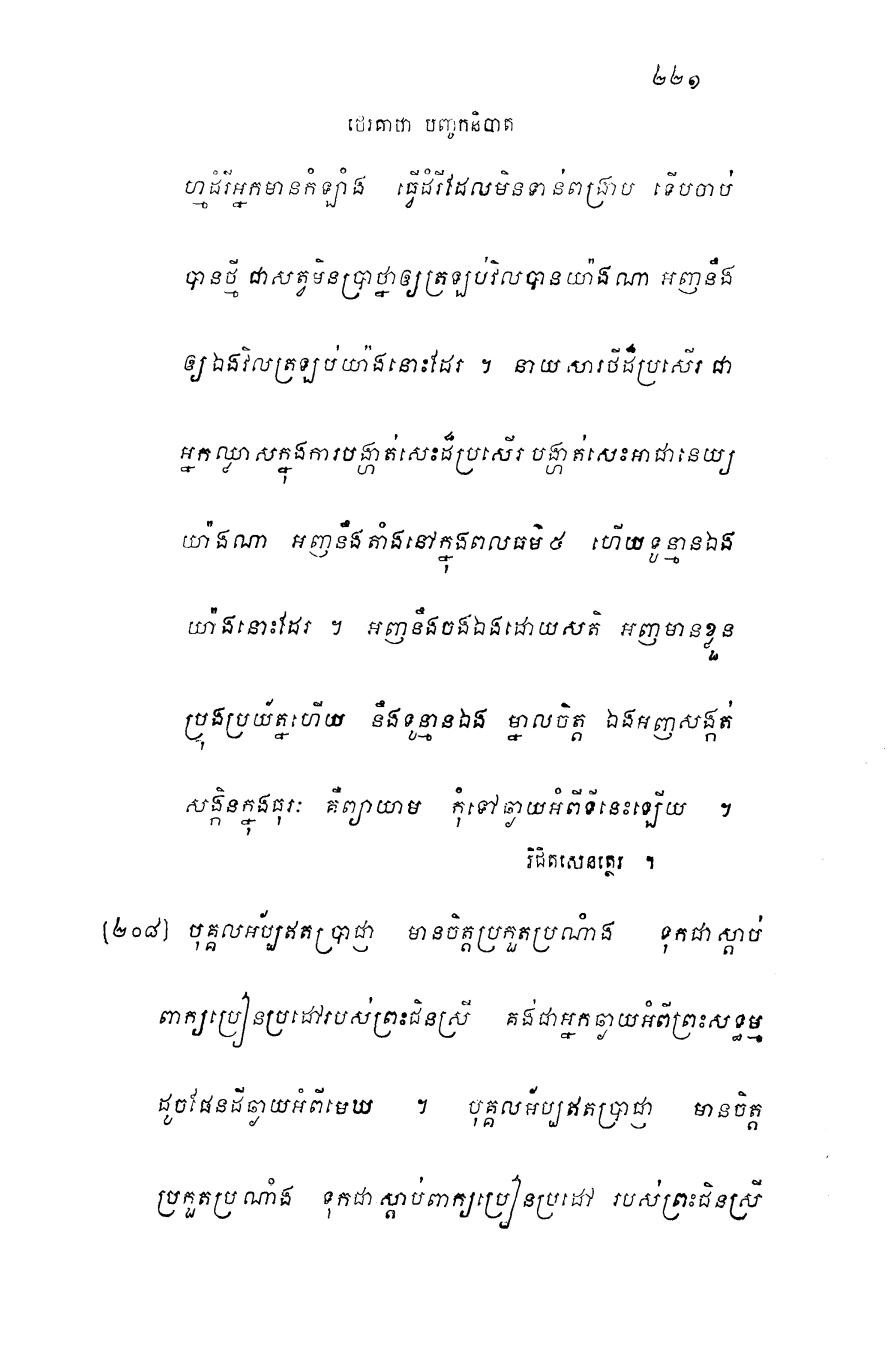 ២២១
ថេរគាថា បញ្ចកនិបាត
ហ្មដំរីអ្នកមានកំឡាំង ធ្វើដំរីដែលមិនទាន់ពង្រាប ទើបចាប់
បានថ្មី ជាសត្វមិនប្រាថ្នាឲ្យត្រឡប់វិលបានយ៉ាងណា អញនឹង
ឲ្យឯងវិលត្រឡប់យ៉ាងនោះដែរ ។ នាយសារថីដ៏ប្រសើរ ជា
អ្នកឈ្លាសក្នុងការបង្ហាត់សេះដ៏ប្រសើរ បង្ហាត់សេះអាជានេយ្យ
យ៉ាងណា អញនឹងតាំងនៅក្នុងពលធម៌ ៥ ហើយទូន្មានឯង
យ៉ាងនោះដែរ ។ អញនឹងចងឯងដោយសតិ អញមានខ្លួន
ប្រុងប្រយ័ត្នហើយ នឹងទូន្មានឯង ម្នាលចិត្ត ឯងអញសង្កត់
សង្កិនក្នុងធុរៈ គឺព្យាយាម កុំទៅឆ្ងាយអំពីទីនេះឡើយ ។
វិជិតសេនត្ថេរ ។
(២០៨) បុគ្គលអ័ប្បឥតប្រាជ្ញា មានចិត្តប្រកួតប្រណាំង ទុកជាស្តាប់
ពាក្យប្រៀនប្រដៅរបស់ព្រះជិនស្រី គង់ជាអ្នកឆ្ងាយអំពីព្រះសទ្ធម្ម
ដូចផែនដីឆ្ងាយអំពីមេឃ ។ បុគ្គលអ័ប្បឥតប្រាជ្ញា មានចិត្ត
ប្រកួតប្រណាំង ទុកជាស្តាប់ពាក្យប្រៀនប្រដៅ របស់ព្រះជិនស្រី